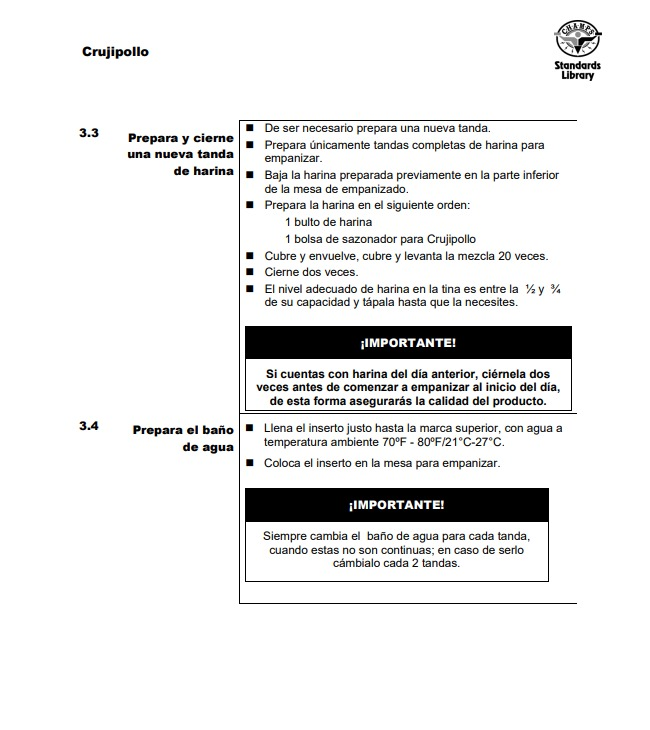 Crujipollo
CHAMPS
Standards
Library
3.3
Prepara y cierne
una nueva tanda
de harina
■ De ser necesario prepara una nueva tanda.
■ Prepara únicamente tandas completas de harina para
empanizar.
■ Baja la harina preparada previamente en la parte inferior
de la mesa de empanizado.
■ Prepara la harina en el siguiente orden:
1 bulto de harina
1 bolsa de sazonador para Crujipollo
■ Cubre y envuelve, cubre y levanta la mezcla 20 veces.
■ Cierne dos veces.
■ El nivel adecuado de harina en la tina es entre la ½ y ¾
de su capacidad y tápala hasta que la necesites.
¡IMPORTANTE!
Si cuentas con harina del día anterior, ciérnela dos
veces antes de comenzar a empanizar al inicio del día,
de esta forma asegurarás la calidad del producto.
3.4
Prepara el baño
de agua
■ Llena el inserto justo hasta la marca superior, con agua a
temperatura ambiente 70ºF - 80ºF/21°C-27°C.
■ Coloca el inserto en la mesa para empanizar.
¡IMPORTANTE!
Siempre cambia el baño de agua para cada tanda,
cuando estas no son continuas; en caso de serlo
cámbialo cada 2 tandas.